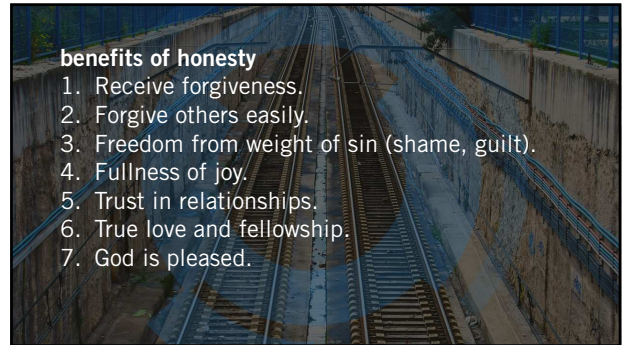 benefits of honesty
1. Receive forgiveness.
2. Forgive others easily.
3. Freedom from weight of sin (shame, guilt).
4. Fullness of joy.
5. Trust in relationships.
6. True love and fellowship.
7. God is pleased.